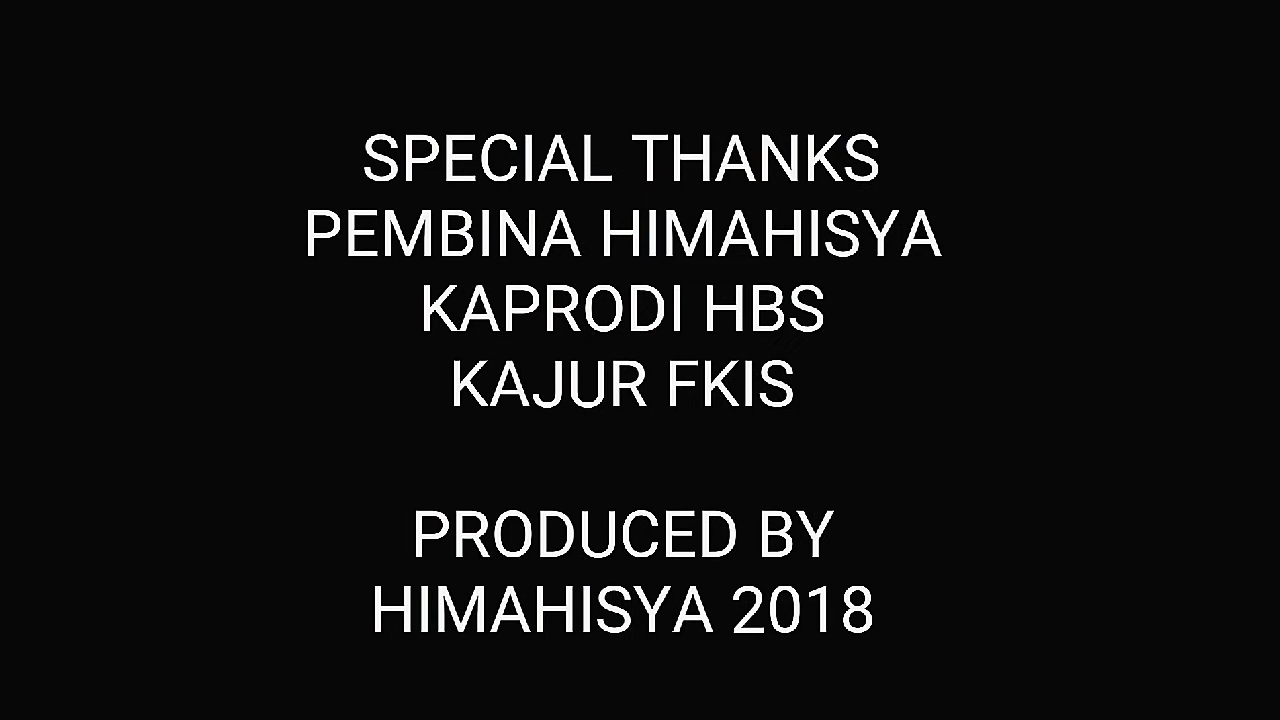 SPECIAL THANKS
PEMBINA HIMAHISYA
KAPRODI HBS
KAJUR FKIS
PRODUCED BY
HIMAHISYA 2018